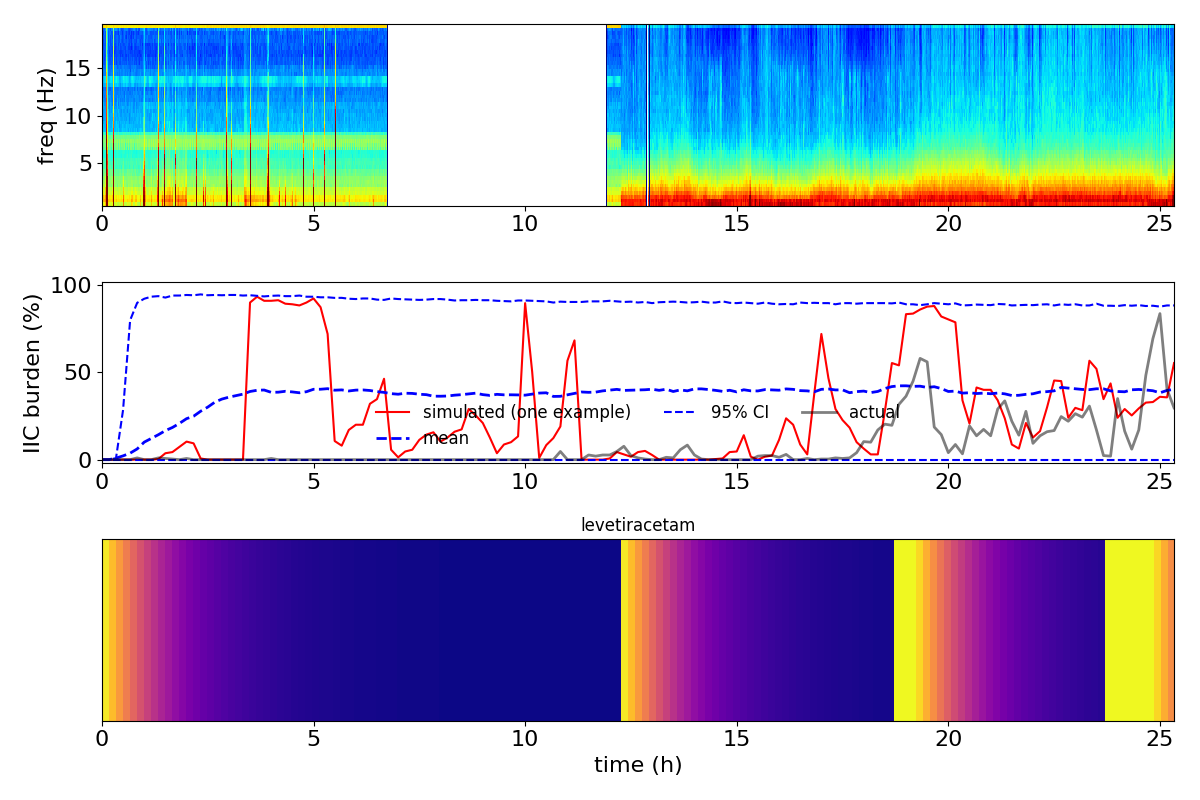 freq (Hz)
15
10
5
0 5 10 15 20 25
IIC burden (%)
100
50
0
simulated (one example) 95% CI actual
mean
0 5 10 15 20 25
levetiracetam
0 5 10 15 20 25
time (h)